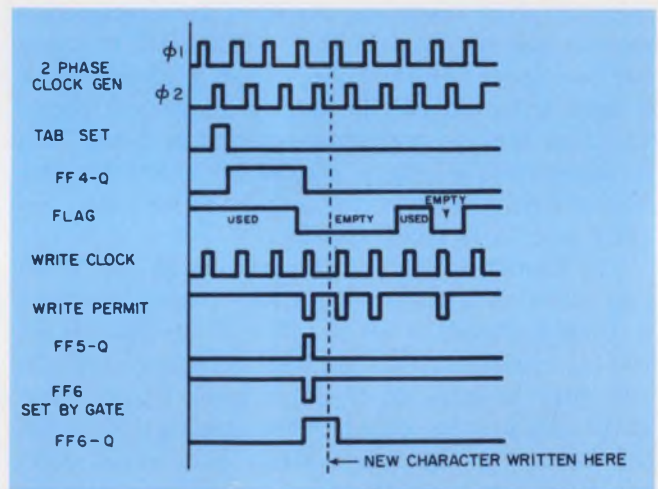 2 PHASE
CLOCK GEN
ϕ1
ϕ2
TAB SET
FF4-Q
FLAG
USED
EMPTY
USED
EMPTY
WRITE CLOCK
WRITE PERMIT
FF5-Q
FF6
SET BY GATE
FF6-Q
NEW CHARACTER WRITTEN HERE